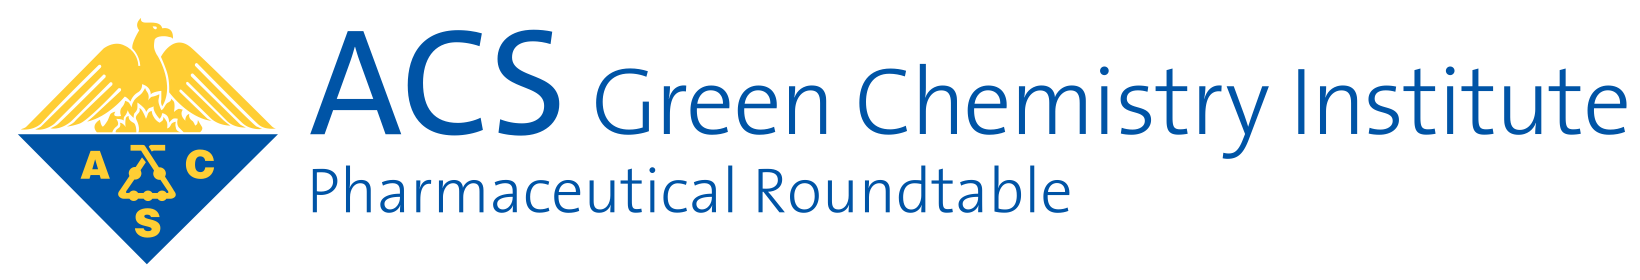 A C
S
ACS Green Chemistry Institute
Pharmaceutical Roundtable